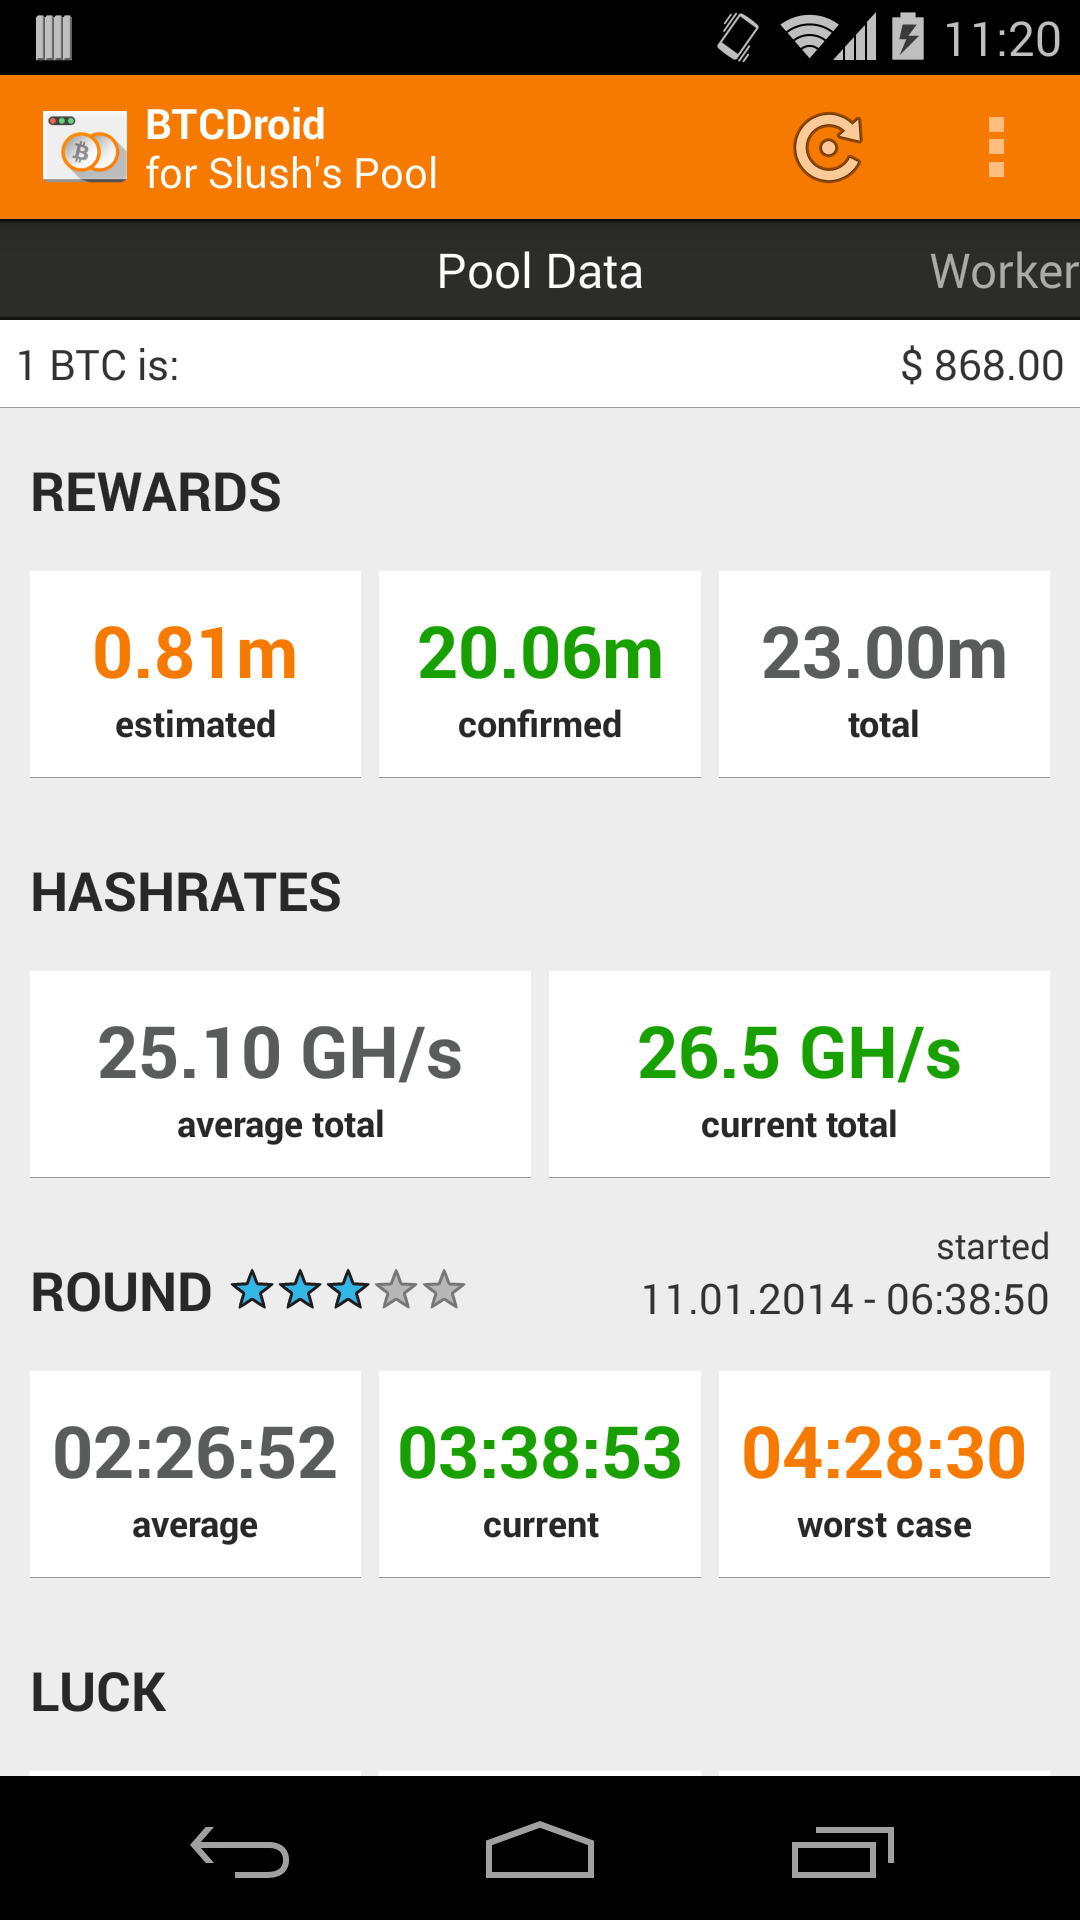 11:20
BTCDroid
for Slush's Pool
Pool Data
Worker
1 BTC is:
$ 868.00
REWARDS
0.81m
20.06m
23.00m
estimated
confirmed
total
HASHRATES
25.10 GH/s
26.5 GH/s
average total
current total
started
ROUND
11.01.2014 - 06:38:50
02:26:52
03:38:53
04:28:30
average
current
worst case
LUCK